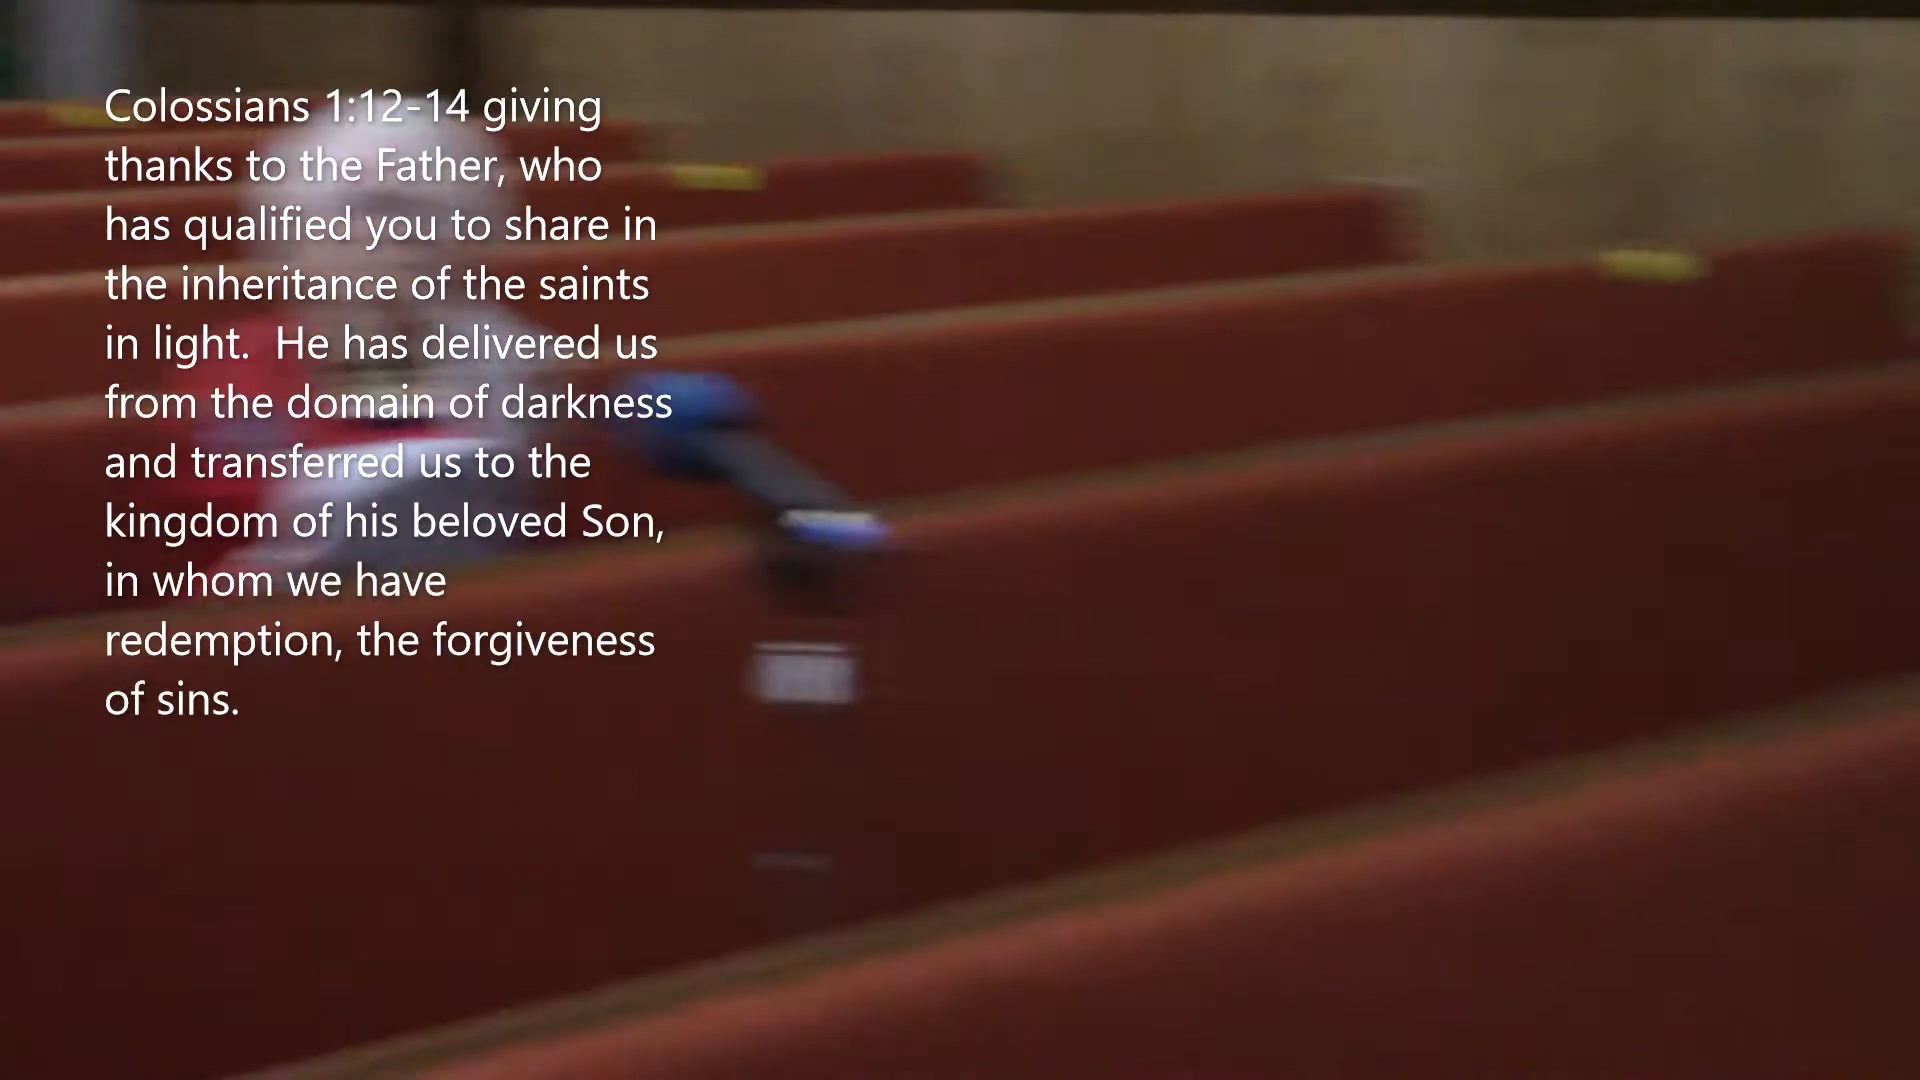 Colossians 1:12-14 giving
thanks to the Father, who
has qualified you to share in
the inheritance of the saints
in light.  He has delivered us
from the domain of darkness
and transferred us to the
kingdom of his beloved Son,
in whom we have
redemption, the forgiveness
of sins.